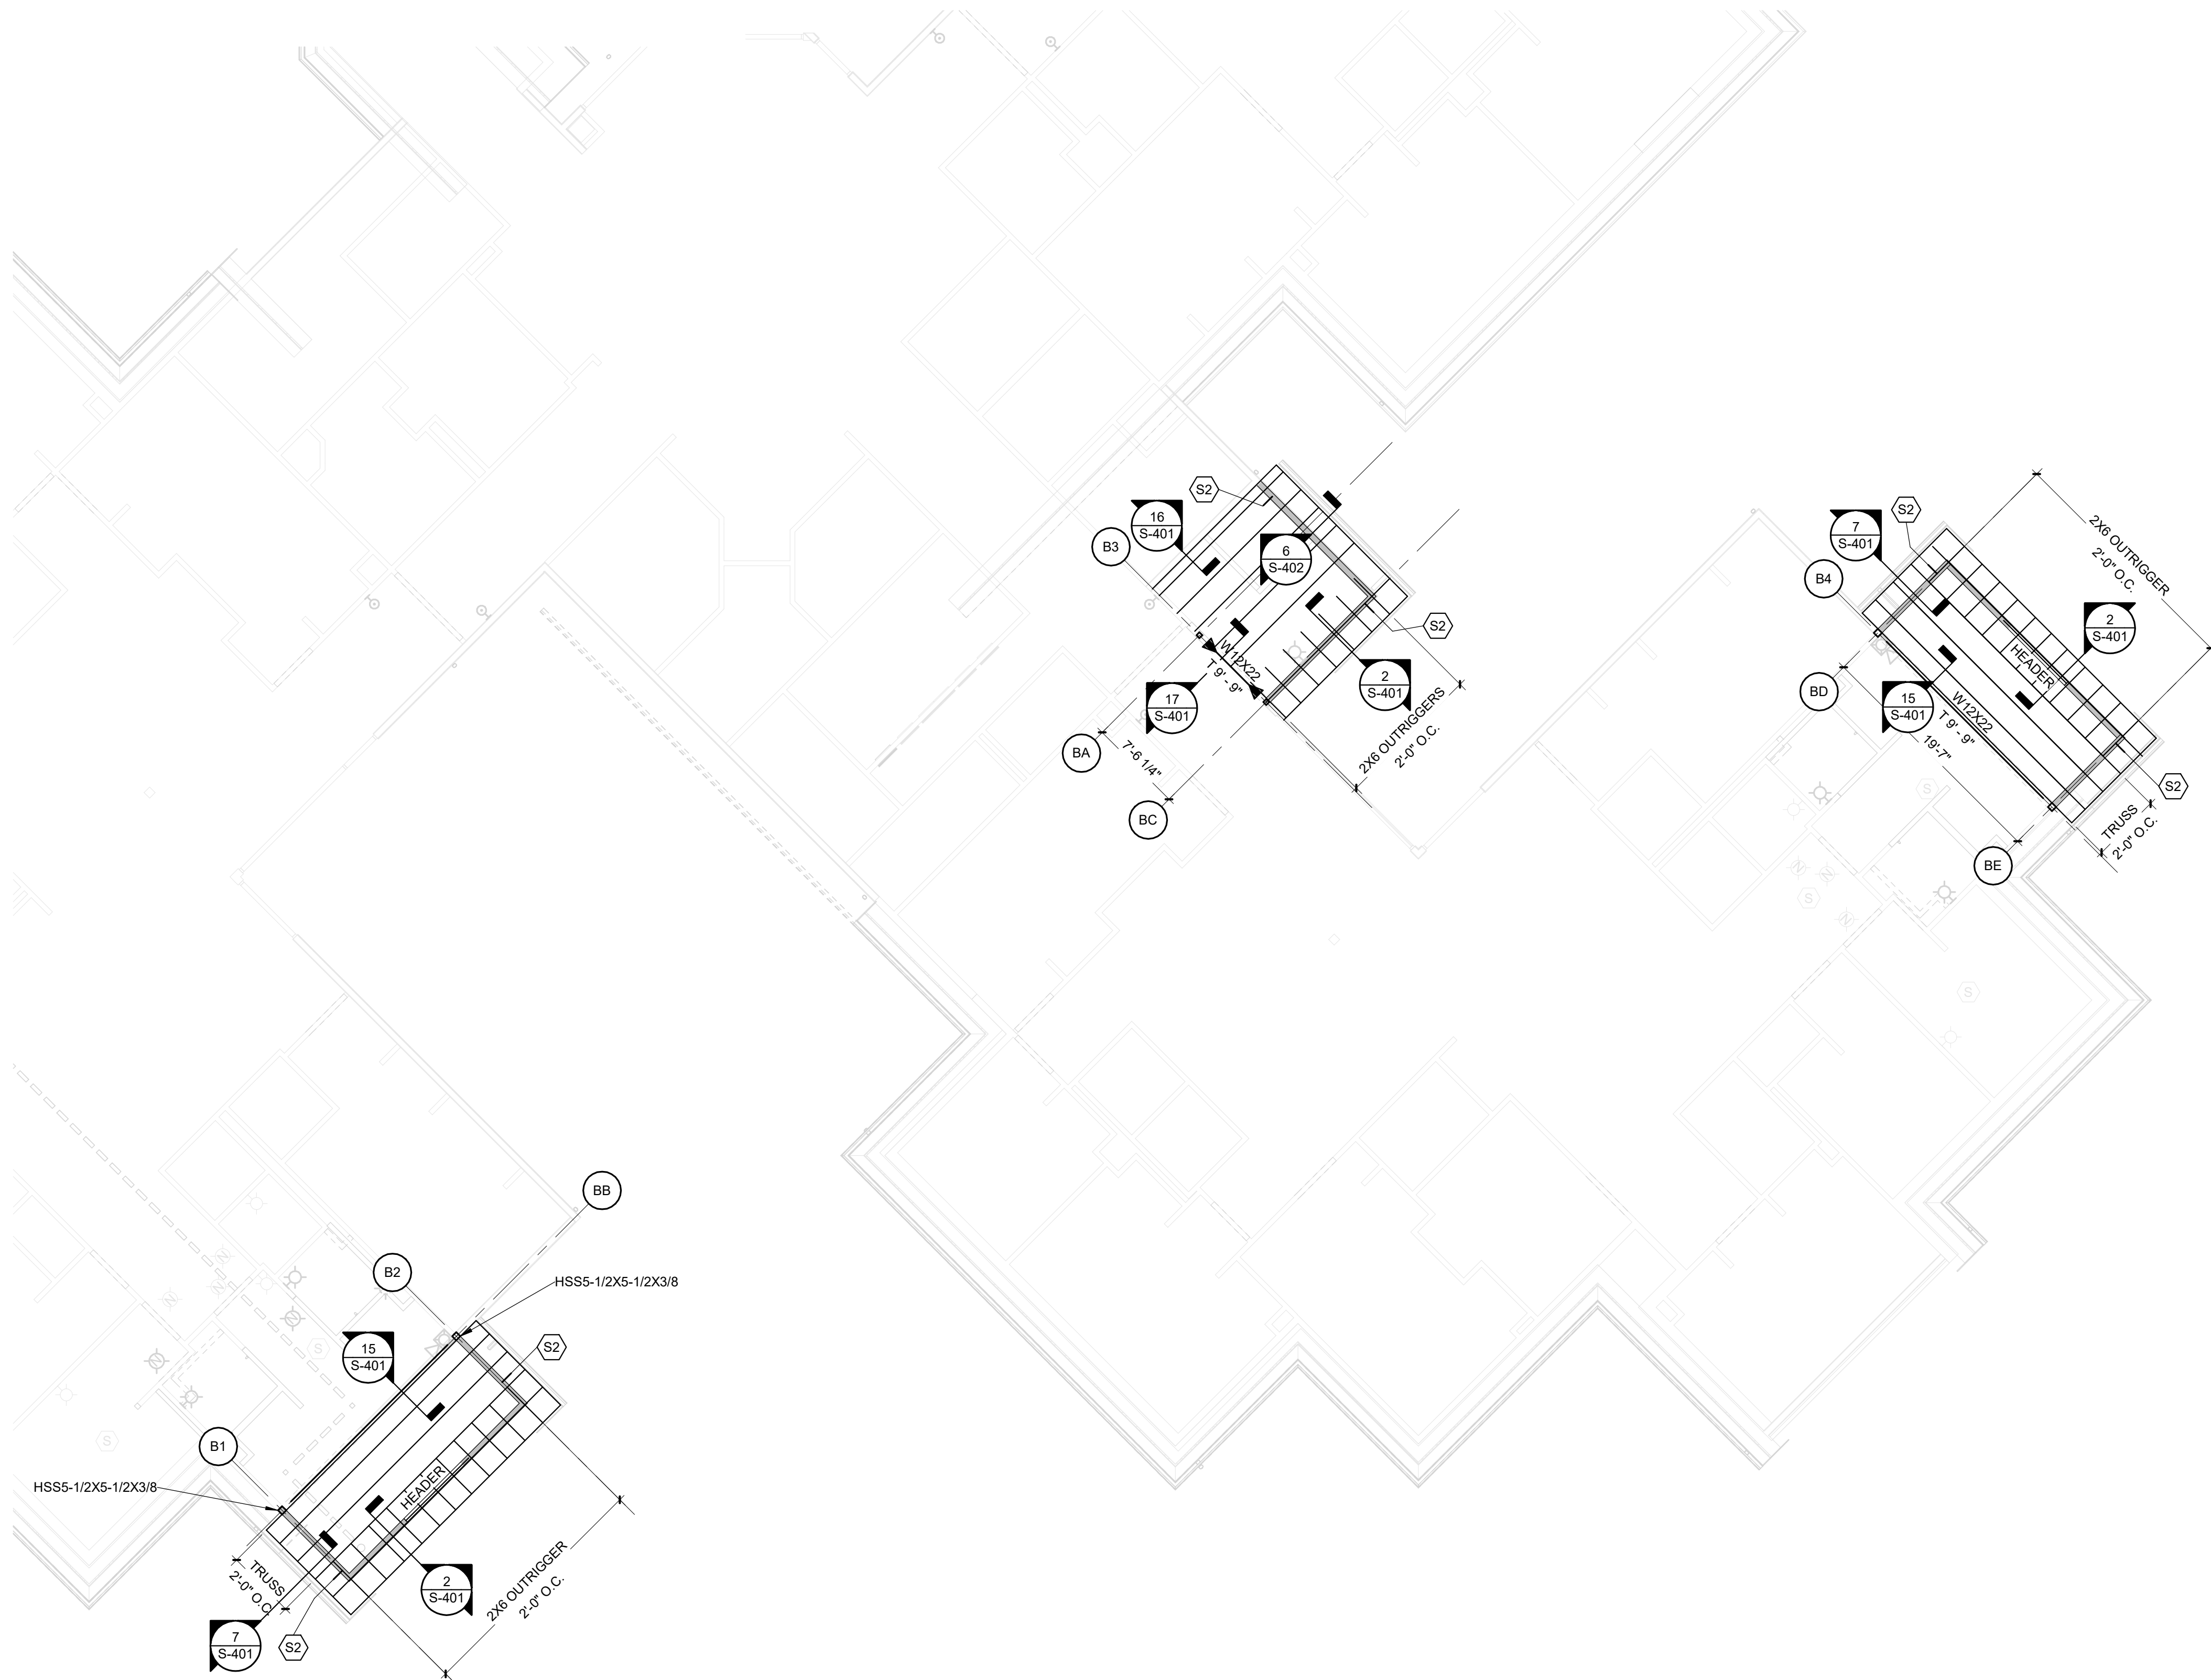 S2
16
S-401
B3
6
S-402
S2
W12X22
T 9' - 9"
17
S-401
2
S-401
2X6 OUTRIGGERS
2'-0" O.C.
BA
7'-6 1/4"
BC
S2
7
S-401
2X6 OUTRIGGER
2'-0" O.C.
B4
2
S-401
HEADER
BD
15
S-401
W12X22
T 9' - 9"
19'-7"
S2
TRUSS
2'-0" O.C.
BE
S
N
N
S
N
S
BB
B2
HSS5-1/2X5-1/2X3/8
N
N
N
N
S
N
S
15
S-401
S2
B1
HSS5-1/2X5-1/2X3/8
HEADER
TRUSS
2'-0" O.C.
2
S-401
2X6 OUTRIGGER
2'-0" O.C.
7
S-401
S2